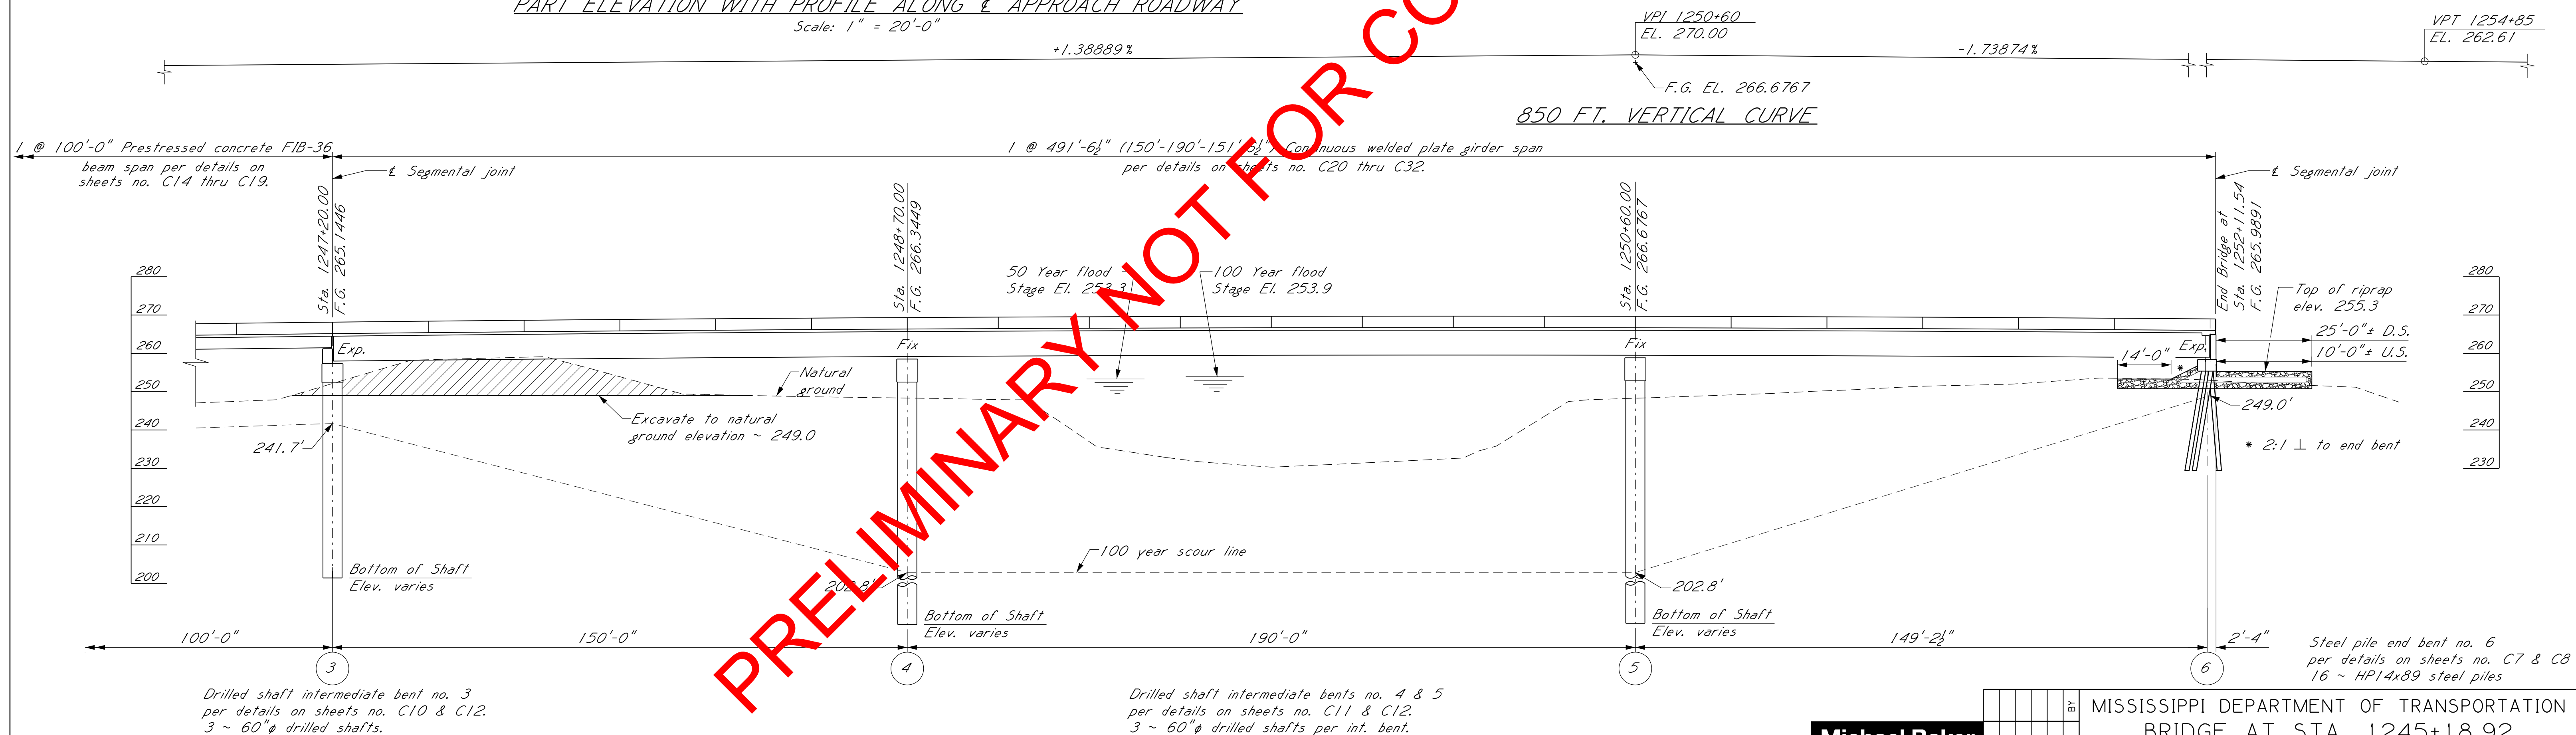 PART ELEVATION WITH PROFILE ALONG ℄ APPROACH ROADWAY
Scale: 1" = 20'-0"
VPI 1250+60
EL. 270.00
VPT 1254+85
EL. 262.61
+1.38889%
-1.73874%
F.G. EL. 266.6767
850 FT. VERTICAL CURVE
1 @ 100'-0" Prestressed concrete FIB-36
beam span per details on
sheets no. C14 thru C19.
℄ Segmental joint
1 @ 491'-6½" (150'-190'-151'-6½") Continuous welded plate girder span
per details on sheets no. C20 thru C32.
℄ Segmental joint
Sta. 1247+20.00
F.G. 265.1446
Sta. 1248+70.00
F.G. 266.3449
Sta. 1250+60.00
F.G. 266.6767
End Bridge at
Sta. 1252+11.54
F.G. 265.9891
50 Year flood
Stage El. 253.3
100 Year flood
Stage El. 253.9
Top of riprap
elev. 255.3
25'-0"± D.S.
10'-0"± U.S.
14'-0"
Exp.
Fix
Fix
Exp.
*
280
270
260
250
240
230
220
210
200
280
270
260
250
240
230
Natural
ground
Excavate to natural
ground elevation ~ 249.0
241.7'
249.0'
* 2:1 ⊥ to end bent
100 year scour line
202.8'
202.8'
Bottom of Shaft
Elev. varies
Bottom of Shaft
Elev. varies
Bottom of Shaft
Elev. varies
100'-0"
150'-0"
190'-0"
149'-2½"
2'-4"
3
4
5
6
Drilled shaft intermediate bent no. 3
per details on sheets no. C10 & C12.
3 ~ 60"φ drilled shafts.
Drilled shaft intermediate bents no. 4 & 5
per details on sheets no. C11 & C12.
3 ~ 60"φ drilled shafts per int. bent.
Steel pile end bent no. 6
per details on sheets no. C7 & C8
16 ~ HP14x89 steel piles
PRELIMINARY NOT FOR CO
BY
MISSISSIPPI DEPARTMENT OF TRANSPORTATION
BRIDGE AT STA. 1245+18.92
Michael Baker